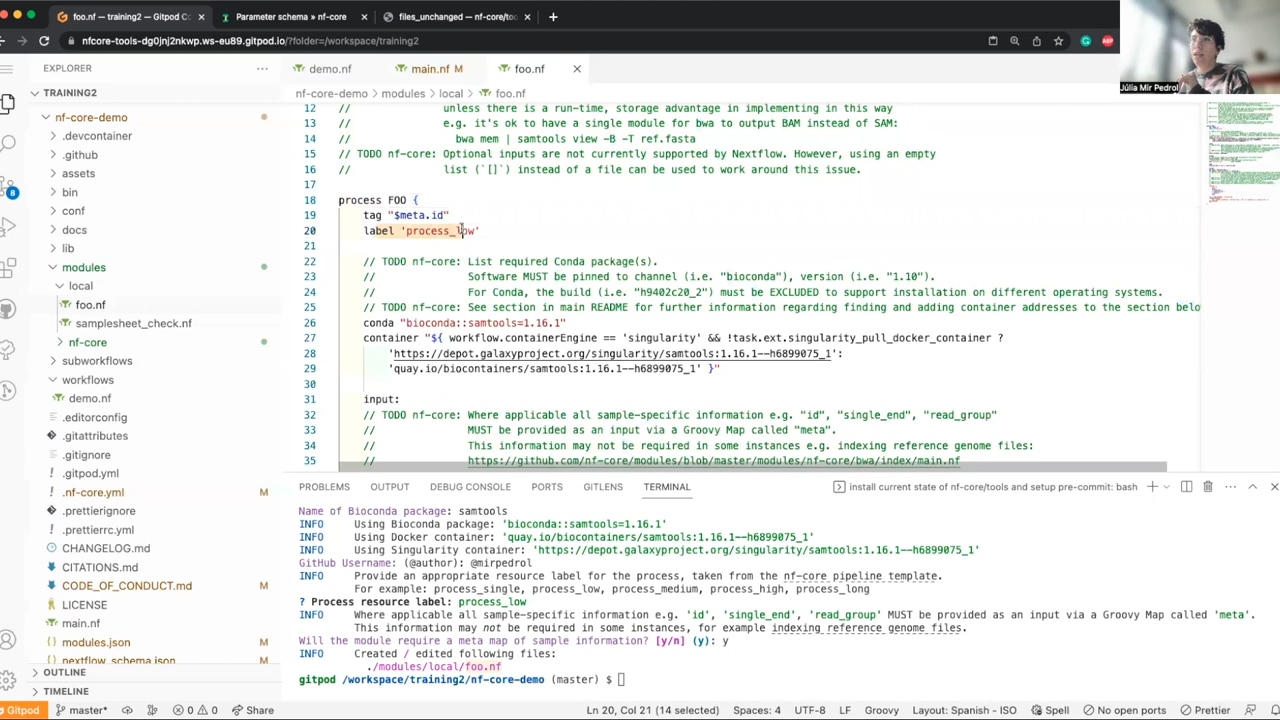 foo.nf — training2 — Gitpod Co
Parameter schema » nf-core
files_unchanged — nf-core/to
nfcore-tools-dg0jnj2nkwp.ws-eu89.gitpod.io/?folder=/workspace/training2
Júlia Mir Pedrol
EXPLORER
TRAINING2
nf-core-demo
.devcontainer
.github
assets
bin
conf
docs
lib
modules
local
foo.nf
samplesheet_check.nf
nf-core
subworkflows
workflows
demo.nf
.editorconfig
.gitattributes
.gitignore
.gitpod.yml
.nf-core.yml M
.prettierignore
.prettierrc.yml
CHANGELOG.md
CITATIONS.md
CODE_OF_CONDUCT.md M
LICENSE
main.nf
modules.json M
nextflow_schema.json M
OUTLINE
TIMELINE
8
demo.nf
main.nf M
foo.nf
nf-core-demo > modules > local > foo.nf
12 // unless there is a run-time, storage advantage in implementing in this way
13 // e.g. it's ok to have a single module for bwa to output BAM instead of SAM:
14 // bwa mem | samtools view -B -T ref.fasta
15 // TODO nf-core: Optional inputs are not currently supported by Nextflow. However, using an empty
16 // list (`[]`) instead of a file can be used to work around this issue.
17
18 process FOO {
19 tag "$meta.id"
20 label 'process_low'
21
22 // TODO nf-core: List required Conda package(s).
23 // Software MUST be pinned to channel (i.e. "bioconda"), version (i.e. "1.10").
24 // For Conda, the build (i.e. "h9402c20_2") must be EXCLUDED to support installation on different operating systems.
25 // TODO nf-core: See section in main README for further information regarding finding and adding container addresses to the section belo
26 conda "bioconda::samtools=1.16.1"
27 container "${ workflow.containerEngine == 'singularity' && !task.ext.singularity_pull_docker_container ?
28 'https://depot.galaxyproject.org/singularity/samtools:1.16.1--h6899075_1':
29 'quay.io/biocontainers/samtools:1.16.1--h6899075_1' }"
30
31 input:
32 // TODO nf-core: Where applicable all sample-specific information e.g. "id", "single_end", "read_group"
33 // MUST be provided as an input via a Groovy Map called "meta".
34 // This information may not be required in some instances e.g. indexing reference genome files:
35 // https://github.com/nf-core/modules/blob/master/modules/nf-core/bwa/index/main.nf
PROBLEMS OUTPUT DEBUG CONSOLE PORTS GITLENS TERMINAL
install current state of nf-core/tools and setup pre-commit: bash
Name of Bioconda package: samtools
INFO Using Bioconda package: 'bioconda::samtools=1.16.1'
INFO Using Docker container: 'quay.io/biocontainers/samtools:1.16.1--h6899075_1'
INFO Using Singularity container: 'https://depot.galaxyproject.org/singularity/samtools:1.16.1--h6899075_1'
GitHub Username: (@author): @mirpedrol
INFO Provide an appropriate resource label for the process, taken from the nf-core pipeline template.
For example: process_single, process_low, process_medium, process_high, process_long
? Process resource label: process_low
INFO Where applicable all sample-specific information e.g. 'id', 'single_end', 'read_group' MUST be provided as an input via a Groovy Map called 'meta'.
This information may not be required in some instances, for example indexing reference genome files.
Will the module require a meta map of sample information? [y/n] (y): y
INFO Created / edited following files:
./modules/local/foo.nf
gitpod /workspace/training2/nf-core-demo (master) $
Gitpod master* 0 0 Share Ln 20, Col 21 (14 selected) Spaces: 4 UTF-8 LF Groovy Layout: Spanish - ISO Spell No open ports Prettier